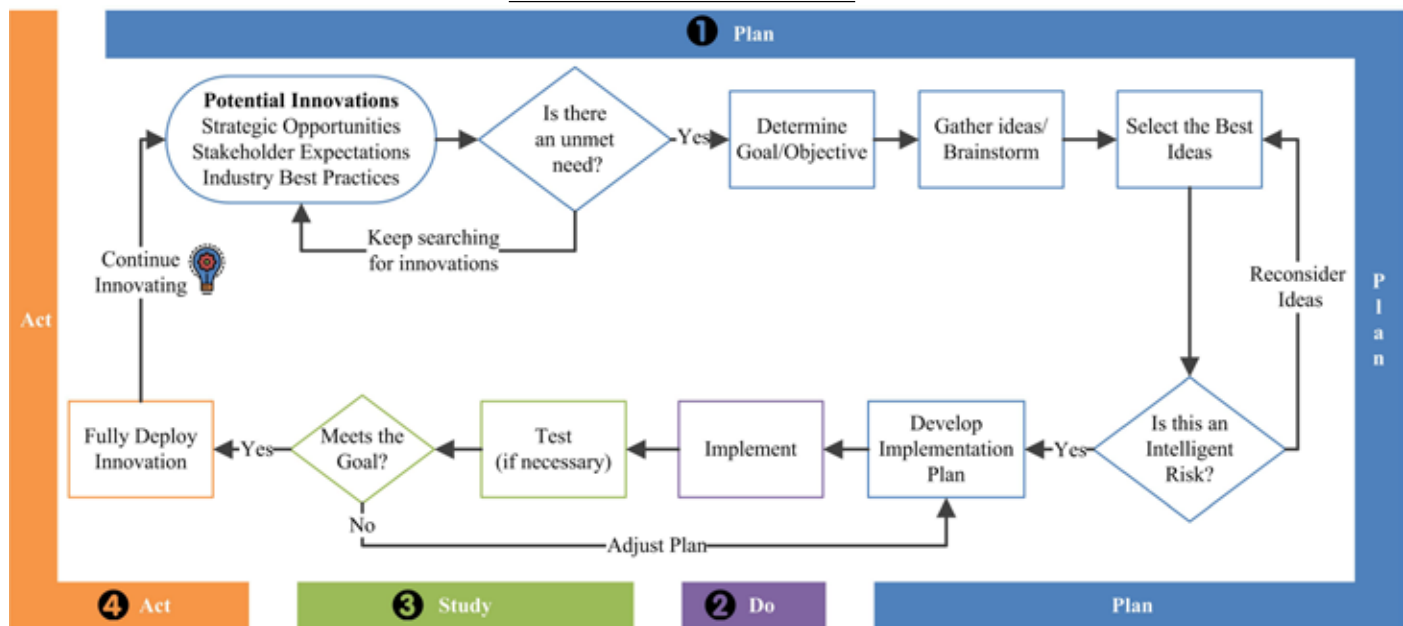 ❶ Plan
Potential Innovations
Strategic Opportunities
Stakeholder Expectations
Industry Best Practices
Is there
an unmet
need?
Yes
Determine
Goal/Objective
Gather ideas/
Brainstorm
Select the Best
Ideas
Keep searching
for innovations
Continue
Innovating
Reconsider
Ideas
Act
Plan
Fully Deploy
Innovation
Yes
Meets the
Goal?
Test
(if necessary)
Implement
Develop
Implementation
Plan
Yes
Is this an
Intelligent
Risk?
No
Adjust Plan
❹ Act
❸ Study
❷ Do
Plan